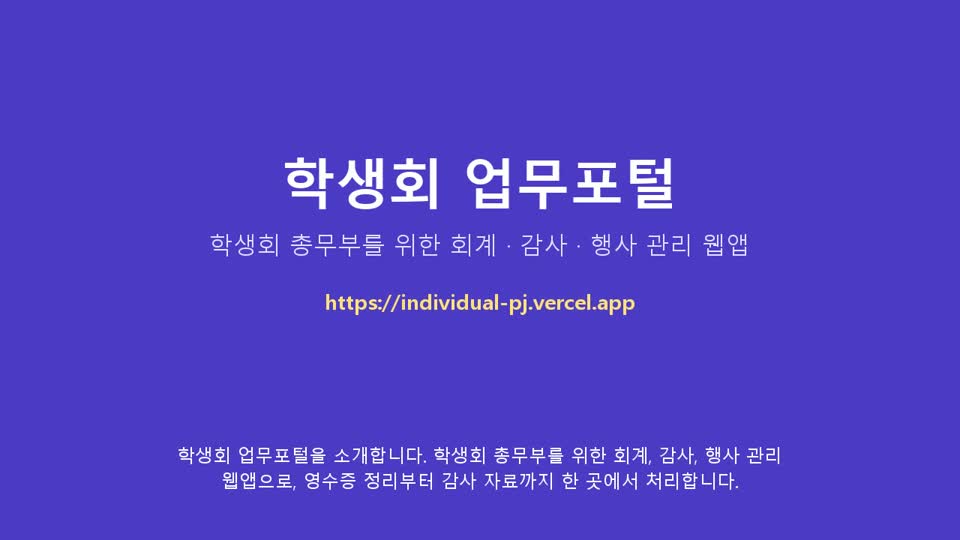 학생회 업무포털
학생회 총무부를 위한 회계 · 감사 · 행사 관리 웹앱
https://individual-pj.vercel.app
학생회 업무포털을 소개합니다. 학생회 총무부를 위한 회계, 감사, 행사 관리
웹앱으로, 영수증 정리부터 감사 자료까지 한 곳에서 처리합니다.